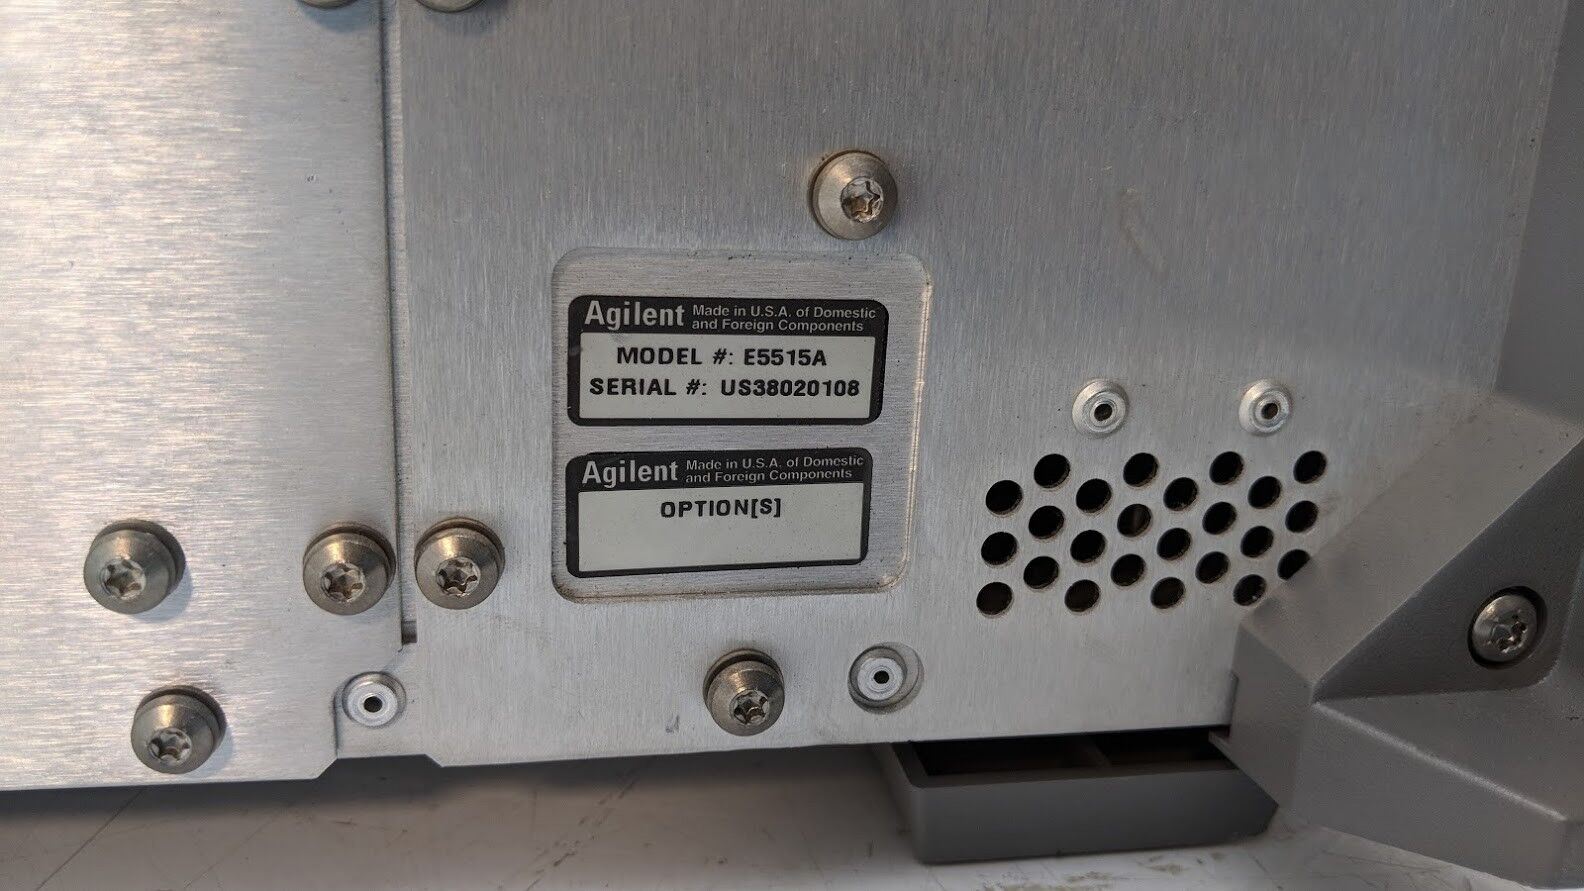 Agilent Made in U.S.A. of Domestic
and Foreign Components
MODEL #: E5515A
SERIAL #: US38020108
Agilent Made in U.S.A. of Domestic
and Foreign Components
OPTION[S]